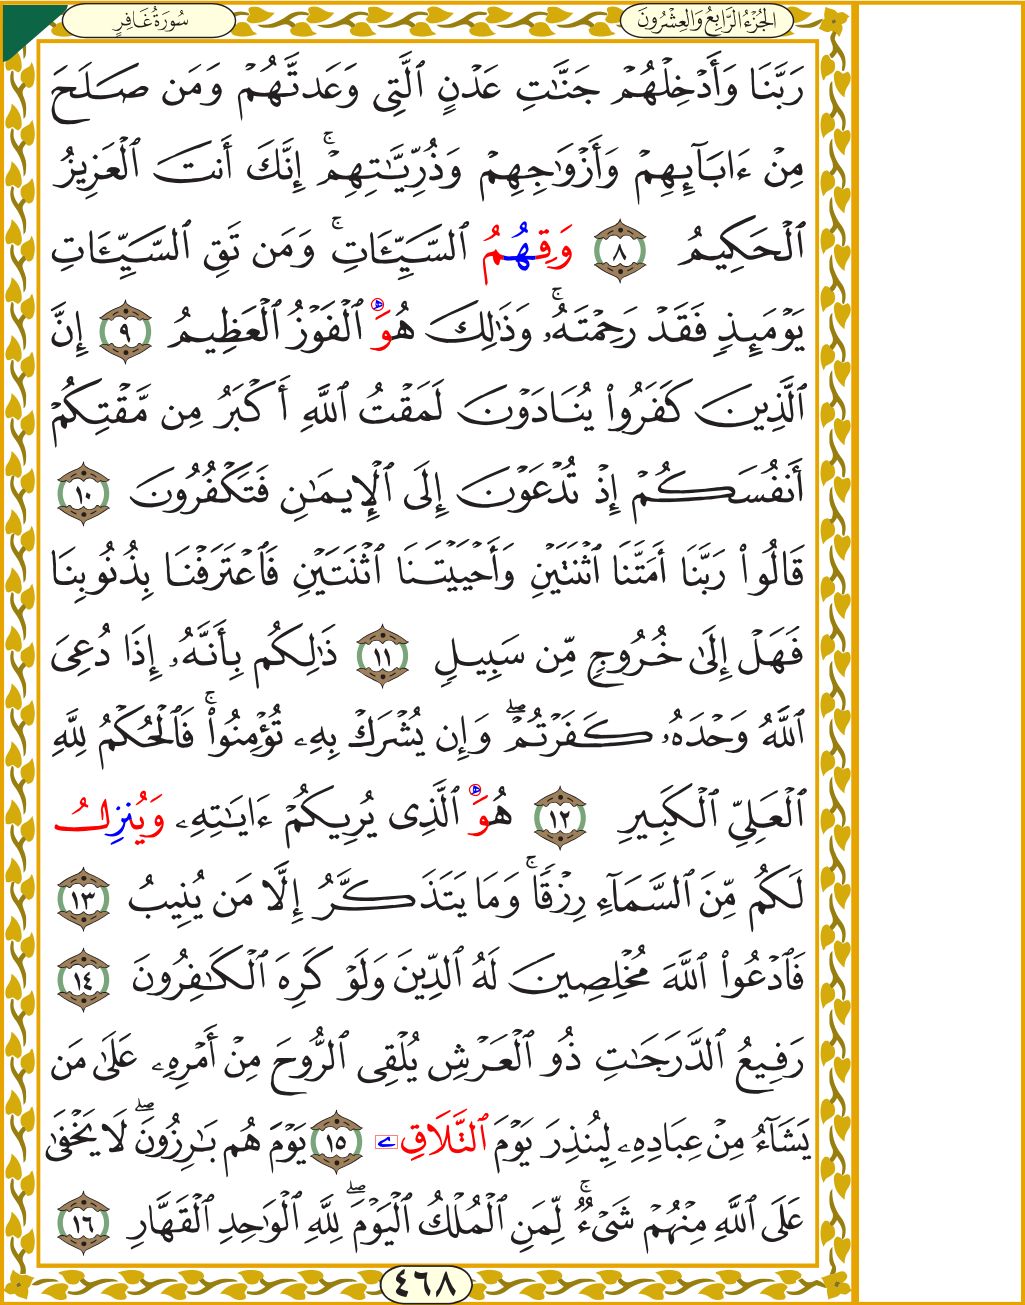 سُورَةُ غَافِرٍ
الجُزْءُ الرَّابِعُ وَالعِشْرُونَ
رَبَّنَا وَأَدْخِلْهُمْ جَنَّٰتِ عَدْنٍ ٱلَّتِى وَعَدتَّهُمْ وَمَن صَلَحَ
مِنْ ءَابَآئِهِمْ وَأَزْوَٰجِهِمْ وَذُرِّيَّٰتِهِمْۚ إِنَّكَ أَنتَ ٱلْعَزِيزُ
ٱلْحَكِيمُ ٨ وَقِهُمُ ٱلسَّيِّـَٔاتِۚ وَمَن تَقِ ٱلسَّيِّـَٔاتِ
يَوْمَئِذٍ فَقَدْ رَحِمْتَهُۥۚ وَذَٰلِكَ هُوَ ٱلْفَوْزُ ٱلْعَظِيمُ ٩ إِنَّ
ٱلَّذِينَ كَفَرُوا۟ يُنَادَوْنَ لَمَقْتُ ٱللَّهِ أَكْبَرُ مِن مَّقْتِكُمْ
أَنفُسَكُمْ إِذْ تُدْعَوْنَ إِلَى ٱلْإِيمَٰنِ فَتَكْفُرُونَ ١٠
قَالُوا۟ رَبَّنَا أَمَتَّنَا ٱثْنَتَيْنِ وَأَحْيَيْتَنَا ٱثْنَتَيْنِ فَٱعْتَرَفْنَا بِذُنُوبِنَا
فَهَلْ إِلَىٰ خُرُوجٍ مِّن سَبِيلٍ ١١ ذَٰلِكُم بِأَنَّهُۥ إِذَا دُعِىَ
ٱللَّهُ وَحْدَهُۥ كَفَرْتُمْۖ وَإِن يُشْرَكْ بِهِۦ تُؤْمِنُوا۟ۚ فَٱلْحُكْمُ لِلَّهِ
ٱلْعَلِىِّ ٱلْكَبِيرِ ١٢ هُوَ ٱلَّذِى يُرِيكُمْ ءَايَٰتِهِۦ وَيُنزِلُ
لَكُم مِّنَ ٱلسَّمَآءِ رِزْقًاۚ وَمَا يَتَذَكَّرُ إِلَّا مَن يُنِيبُ ١٣
فَٱدْعُوا۟ ٱللَّهَ مُخْلِصِينَ لَهُ ٱلدِّينَ وَلَوْ كَرِهَ ٱلْكَٰفِرُونَ ١٤
رَفِيعُ ٱلدَّرَجَٰتِ ذُو ٱلْعَرْشِ يُلْقِى ٱلرُّوحَ مِنْ أَمْرِهِۦ عَلَىٰ مَن
يَشَآءُ مِنْ عِبَادِهِۦ لِيُنذِرَ يَوْمَ ٱلتَّلَاقِۦ ١٥ يَوْمَ هُم بَٰرِزُونَۖ لَا يَخْفَىٰ
عَلَى ٱللَّهِ مِنْهُمْ شَىْءٌۚ لِّمَنِ ٱلْمُلْكُ ٱلْيَوْمَۖ لِلَّهِ ٱلْوَٰحِدِ ٱلْقَهَّارِ ١٦
٤٦٨